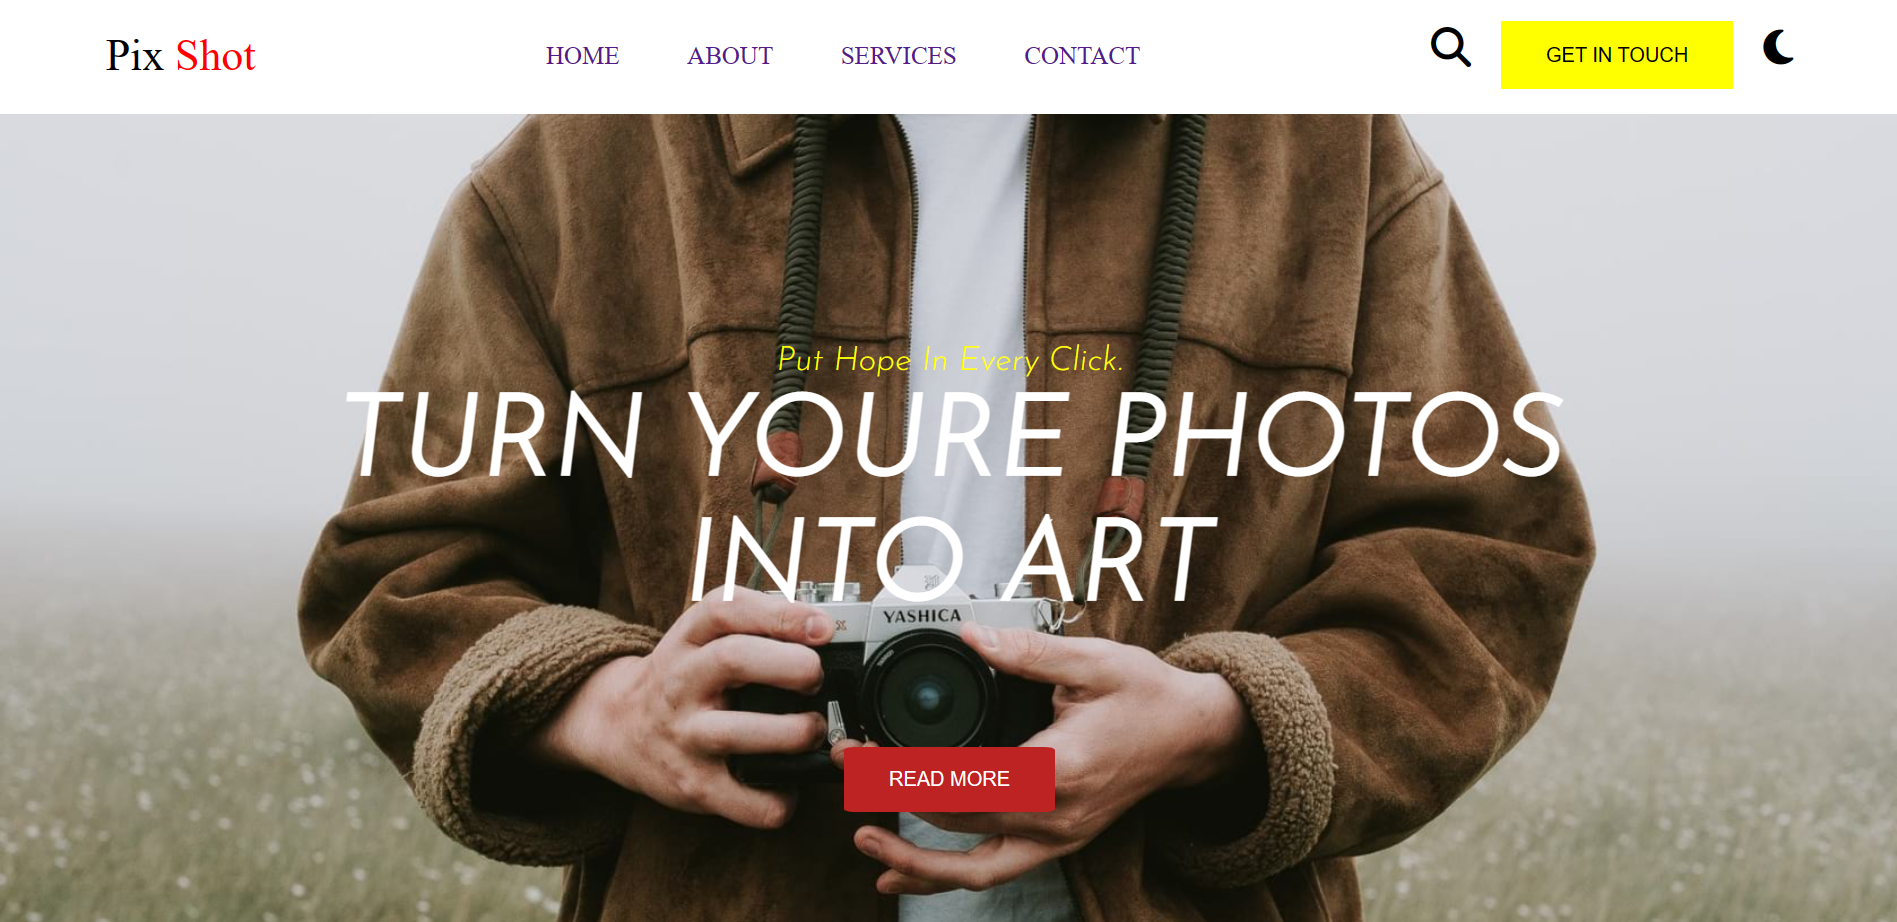 Pix Shot
HOME ABOUT SERVICES CONTACT
GET IN TOUCH
Put Hope In Every Click.
TURN YOURE PHOTOS
INTO ART
YASHICA
READ MORE